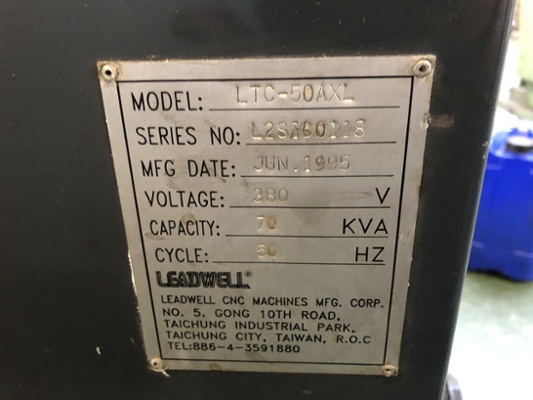 MODEL: LTC-50AXL
SERIES NO:
MFG DATE: JUN.1995
VOLTAGE: 380 V
CAPACITY: 70 KVA
CYCLE: 50 HZ
LEADWELL®
LEADWELL CNC MACHINES MFG. CORP.
NO. 5. GONG 10TH ROAD,
TAICHUNG INDUSTRIAL PARK,
TAICHUNG CITY, TAIWAN, R.O.C
TEL:886-4-3591880